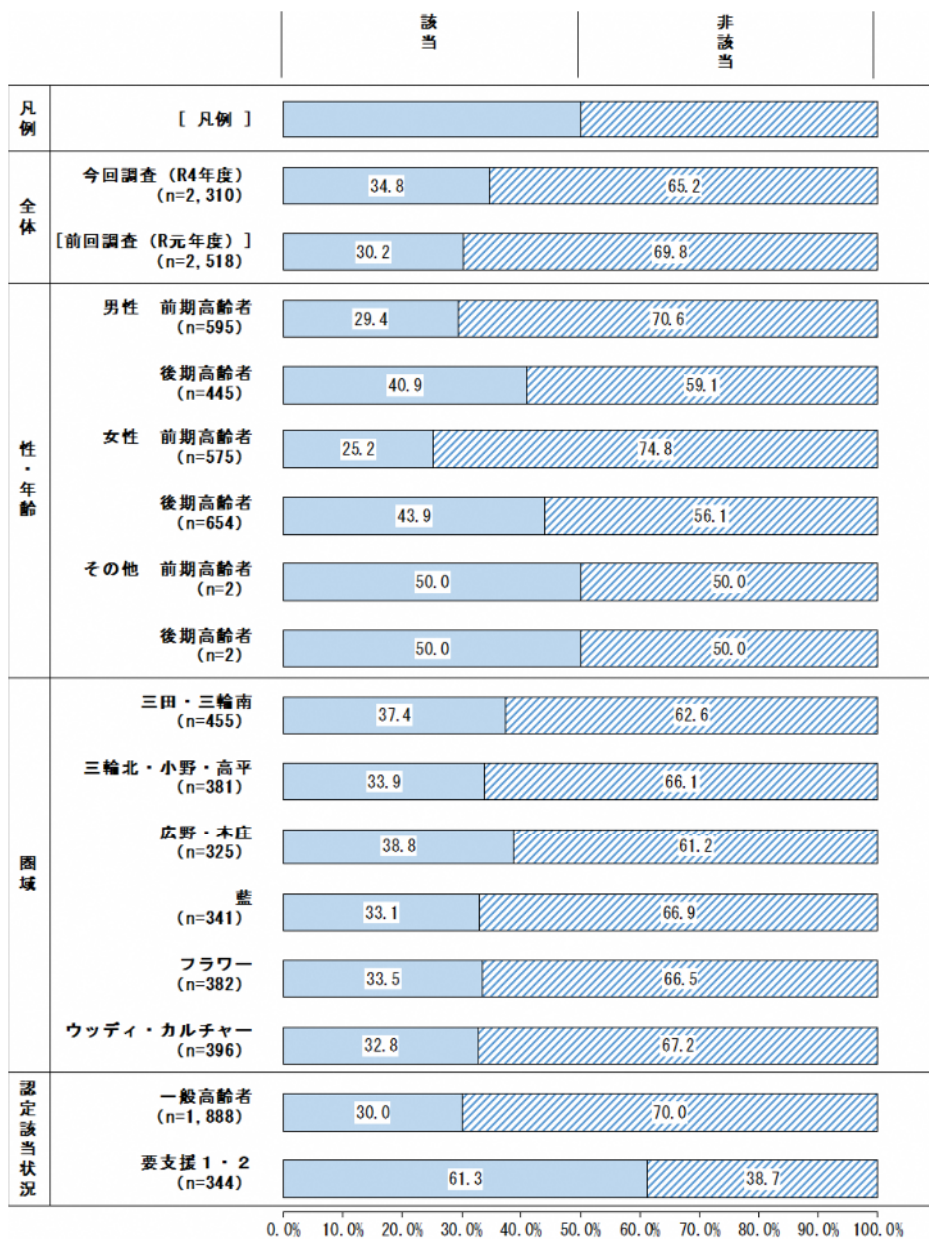 該当
非該当
凡例
[ 凡例 ]
全体
今回調査（R4年度）
(n=2,310)
34.8
65.2
[前回調査（R元年度）]
(n=2,518)
30.2
69.8
性・年齢
男性　前期高齢者
(n=595)
29.4
70.6
後期高齢者
(n=445)
40.9
59.1
女性　前期高齢者
(n=575)
25.2
74.8
後期高齢者
(n=654)
43.9
56.1
その他　前期高齢者
(n=2)
50.0
50.0
後期高齢者
(n=2)
50.0
50.0
圏域
三田・三輪南
(n=455)
37.4
62.6
三輪北・小野・高平
(n=381)
33.9
66.1
広野・本庄
(n=325)
38.8
61.2
藍
(n=341)
33.1
66.9
フラワー
(n=382)
33.5
66.5
ウッディ・カルチャー
(n=396)
32.8
67.2
認定該当状況
一般高齢者
(n=1,888)
30.0
70.0
要支援１・２
(n=344)
61.3
38.7
0.0% 10.0% 20.0% 30.0% 40.0% 50.0% 60.0% 70.0% 80.0% 90.0% 100.0%